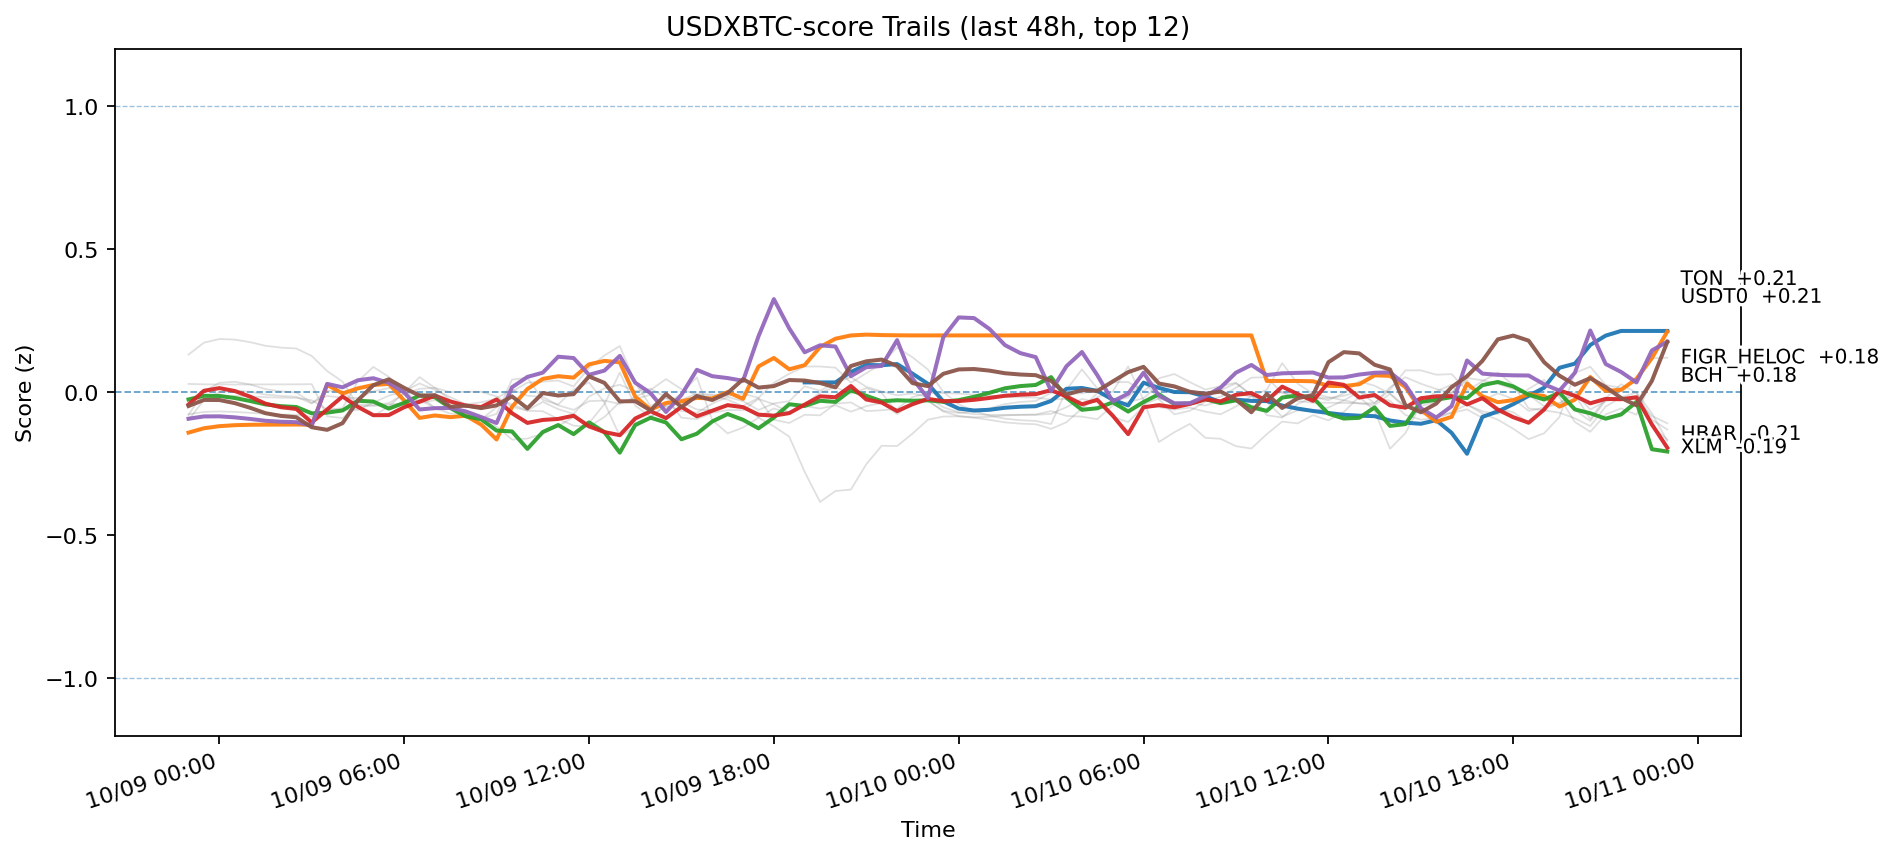 USDXBTC-score Trails (last 48h, top 12)
Score (z)
1.0
0.5
0.0
−0.5
−1.0
TON +0.21
USDT0 +0.21
FIGR_HELOC +0.18
BCH +0.18
HBAR -0.21
XLM -0.19
10/09 00:00
10/09 06:00
10/09 12:00
10/09 18:00
10/10 00:00
10/10 06:00
10/10 12:00
10/10 18:00
10/11 00:00
Time